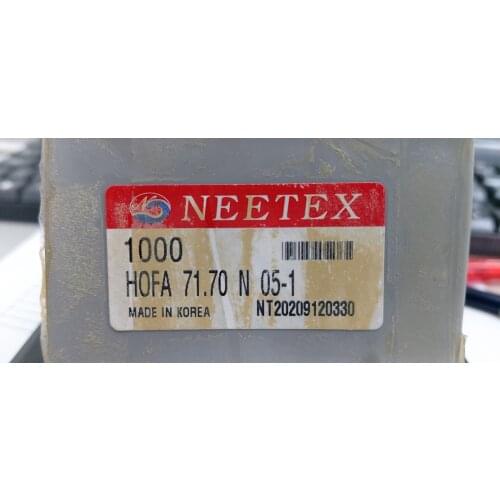 NEETEX
1000
HOFA 71.70 N 05-1
MADE IN KOREA NT20209120330